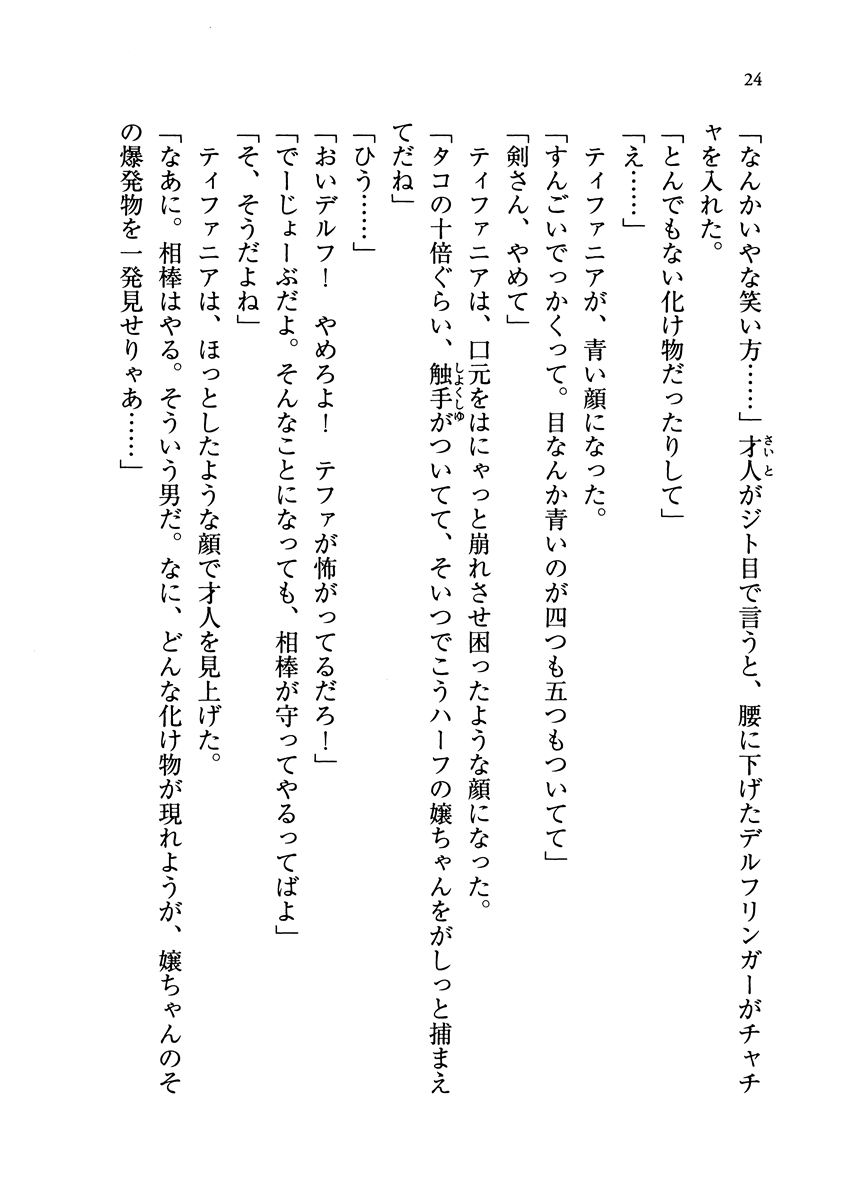 24
「なんかいやな笑い方……」才人がジト目で言うと、腰に下げたデルフリンガーがチャチ
ャを入れた。
「とんでもない化け物だったりして」
「え……」
ティファニアが、青い顔になった。
「すんごいでっかくって。目なんか青いのが四つも五つもついてて」
「剣さん、やめて」
ティファニアは、口元をはにゃっと崩れさせ困ったような顔になった。
「タコの十倍ぐらい、触手がついてて、そいつでこうハーフの嬢ちゃんをがしっと捕まえ
てだね」
「ひう……」
「おいデルフ！　やめろよ！　テファが怖がってるだろ！」
「でーじょーぶだよ。そんなことになっても、相棒が守ってやるってばよ」
「そ、そうだよね」
ティファニアは、ほっとしたような顔で才人を見上げた。
「なあに。相棒はやる。そういう男だ。なに、どんな化け物が現れようが、嬢ちゃんのそ
の爆発物を一発見せりゃあ……」